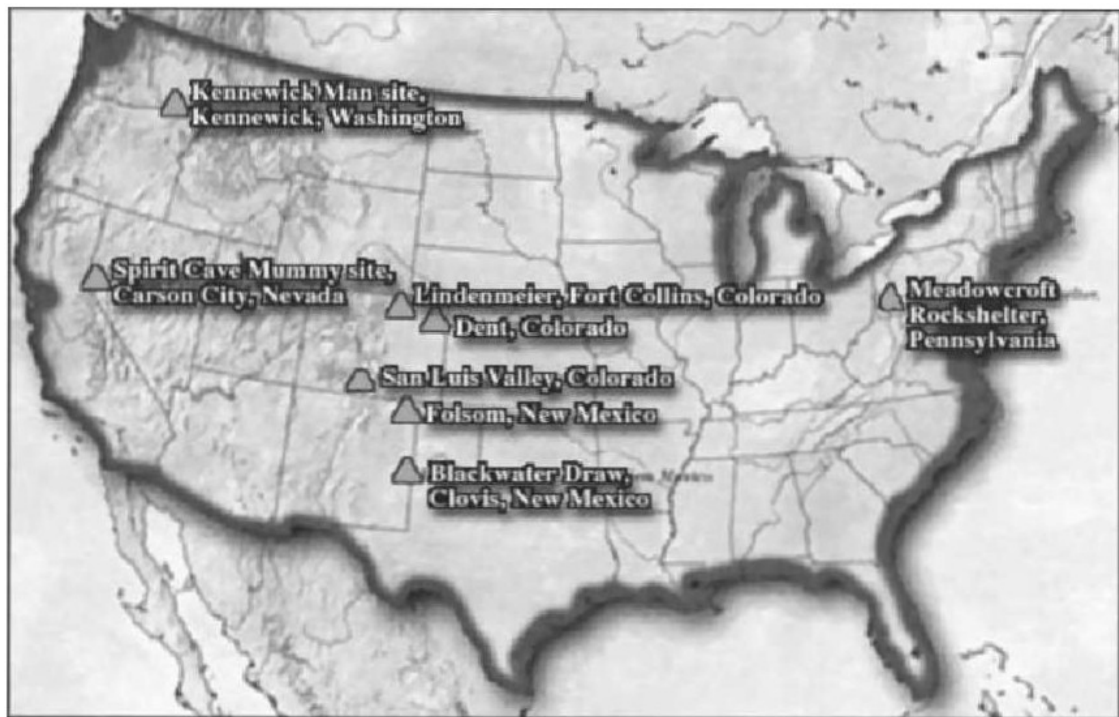 Kennewick Man site,
Kennewick, Washington
Spirit Cave Mummy site,
Carson City, Nevada
Lindenmeier, Fort Collins, Colorado
Dent, Colorado
Meadowcroft
Rockshelter,
Pennsylvania
San Luis Valley, Colorado
Folsom, New Mexico
Blackwater Draw,
Clovis, New Mexico